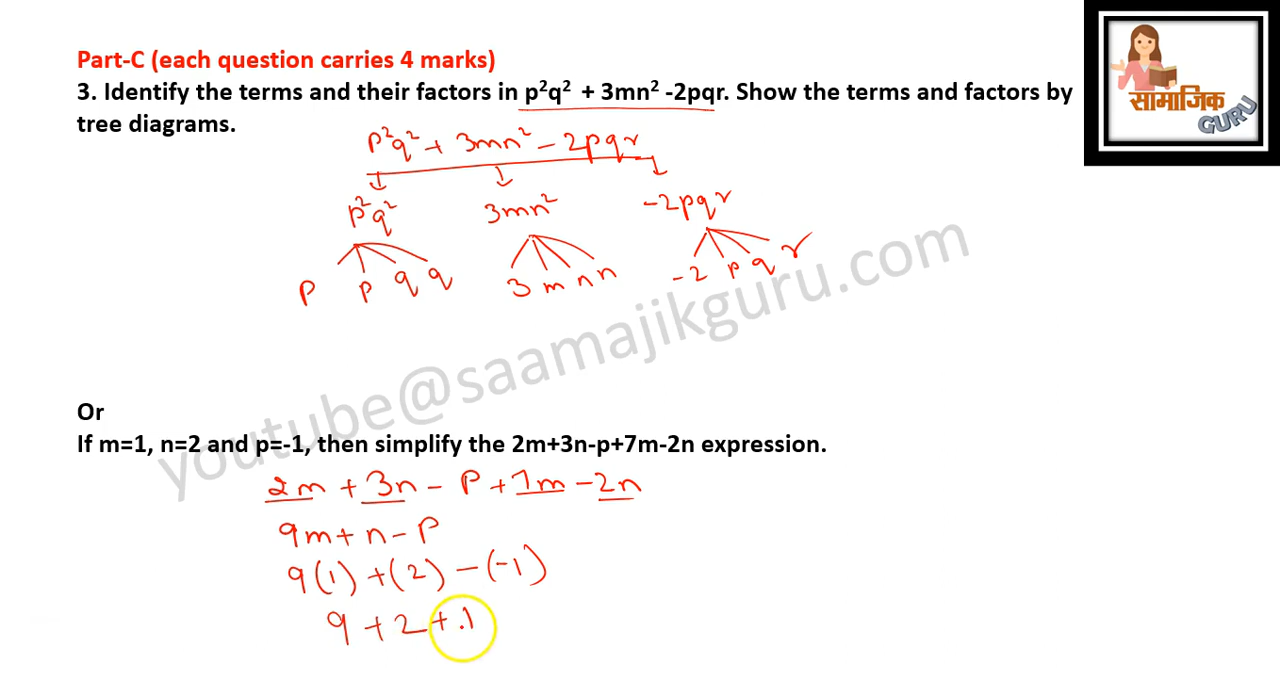 Part-C (each question carries 4 marks)
3. Identify the terms and their factors in p²q² + 3mn² -2pqr. Show the terms and factors by
tree diagrams.
सामाजिक
GURU
p²q² + 3mn² - 2pqr
p²q² 3mn² -2pqr
p p q q 3 m n n -2 p q r
youtube@saamajikguru.com
Or
If m=1, n=2 and p=-1, then simplify the 2m+3n-p+7m-2n expression.
2m + 3n - p + 7m - 2n
9m + n - p
9(1) + (2) - (-1)
9 + 2 + 1